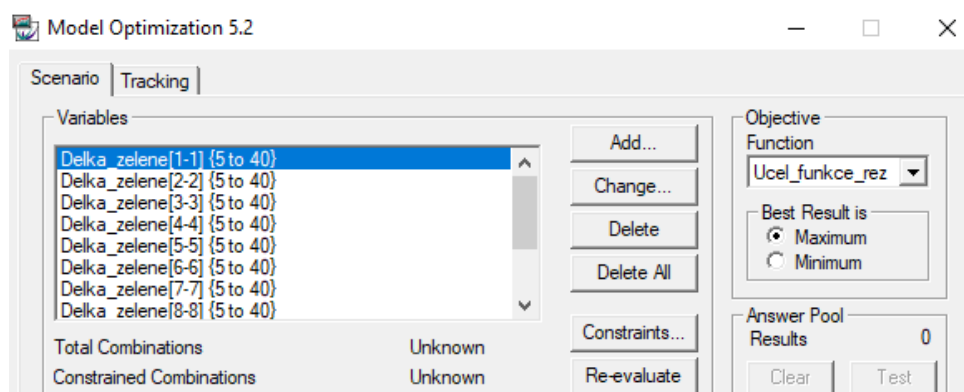 Model Optimization 5.2
Scenario
Tracking
Variables
Delka_zelene[1-1] {5 to 40}
Delka_zelene[2-2] {5 to 40}
Delka_zelene[3-3] {5 to 40}
Delka_zelene[4-4] {5 to 40}
Delka_zelene[5-5] {5 to 40}
Delka_zelene[6-6] {5 to 40}
Delka_zelene[7-7] {5 to 40}
Delka_zelene[8-8] {5 to 40}
Add...
Change...
Delete
Delete All
Constraints...
Re-evaluate
Total Combinations Unknown
Constrained Combinations Unknown
Objective
Function
Ucel_funkce_rez
Best Result is
Maximum
Minimum
Answer Pool
Results 0
Clear
Test